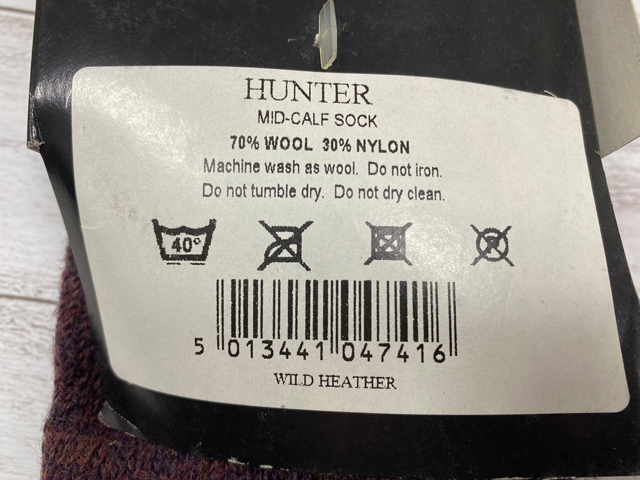 HUNTER
MID-CALF SOCK
70% WOOL 30% NYLON
Machine wash as wool. Do not iron.
Do not tumble dry. Do not dry clean.
40°
5 013441 047416
WILD HEATHER